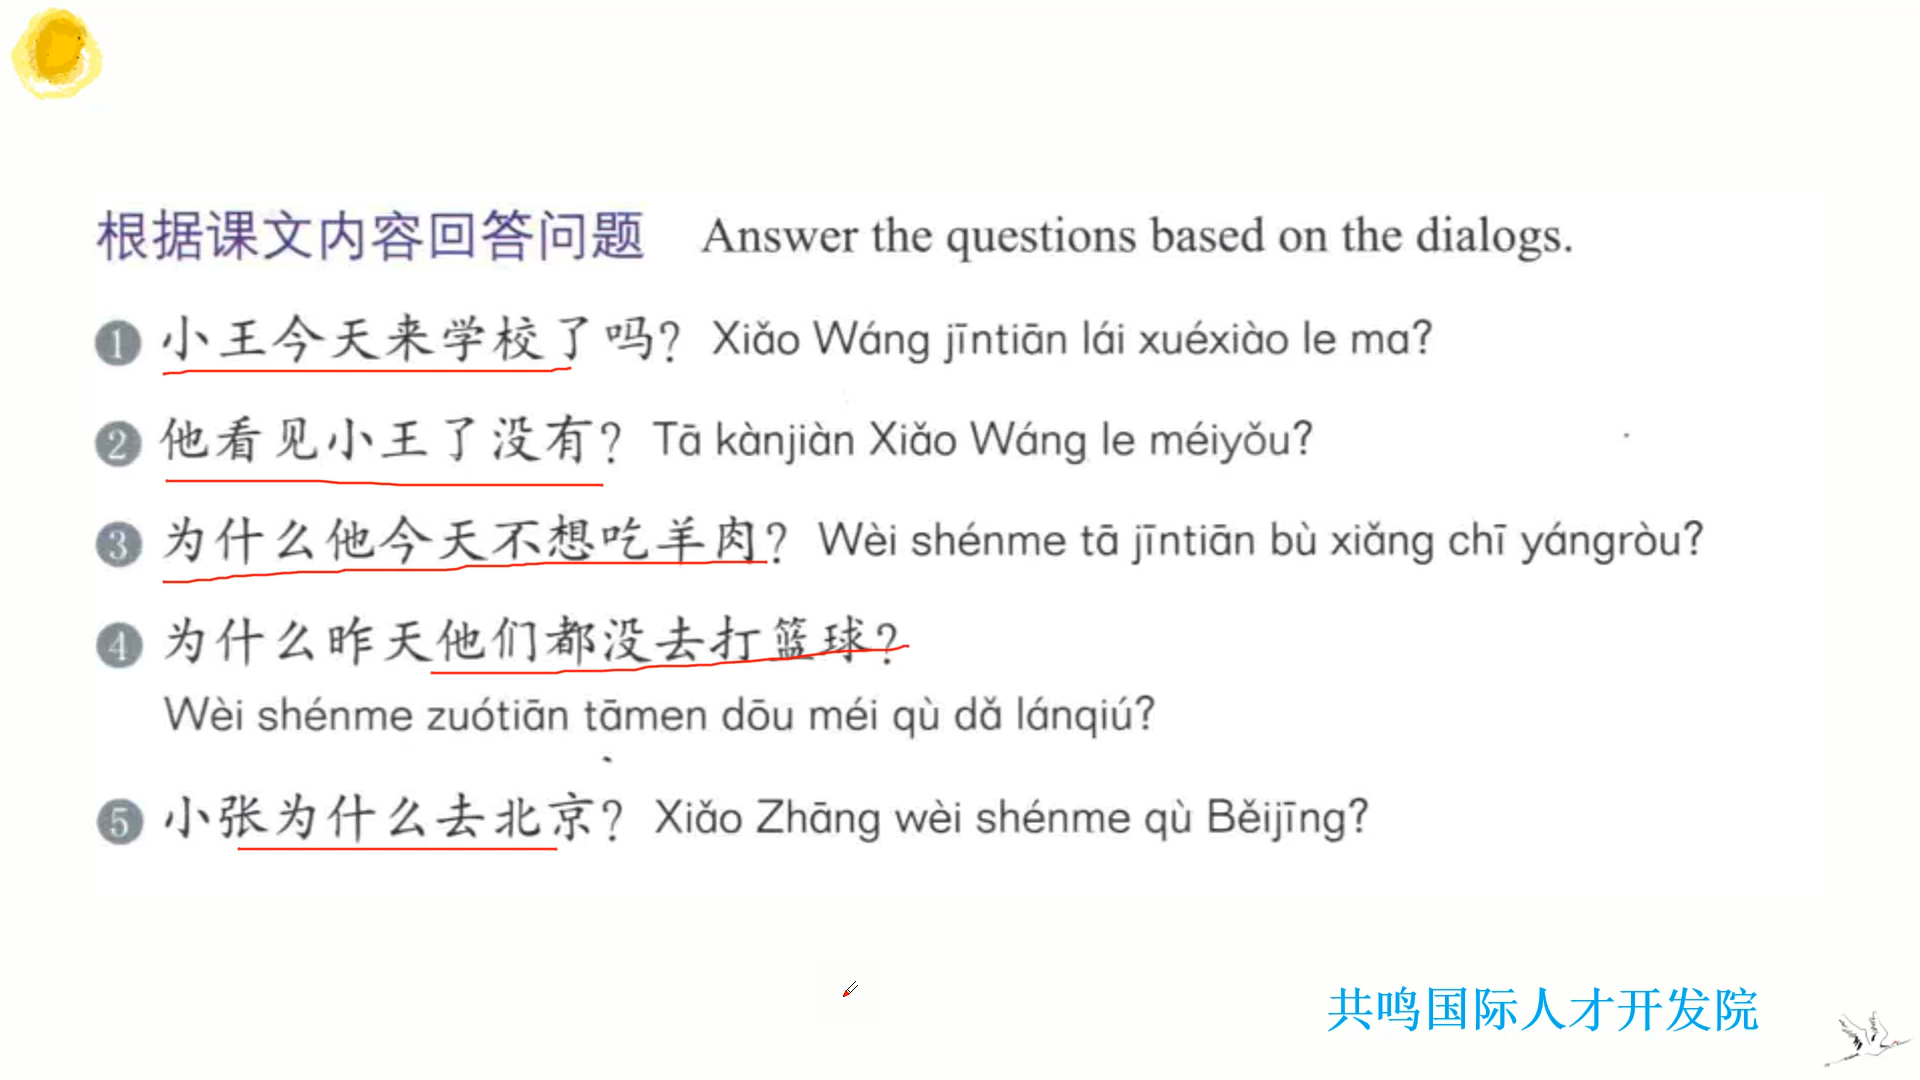 根据课文内容回答问题 Answer the questions based on the dialogs.
1 小王今天来学校了吗？ Xiǎo Wáng jīntiān lái xuéxiào le ma?
2 他看见小王了没有？ Tā kànjiàn Xiǎo Wáng le méiyǒu?
3 为什么他今天不想吃羊肉？ Wèi shénme tā jīntiān bù xiǎng chī yángròu?
4 为什么昨天他们都没去打篮球？
Wèi shénme zuótiān tāmen dōu méi qù dǎ lánqiú?
5 小张为什么去北京？ Xiǎo Zhāng wèi shénme qù Běijīng?
共鸣国际人才开发院